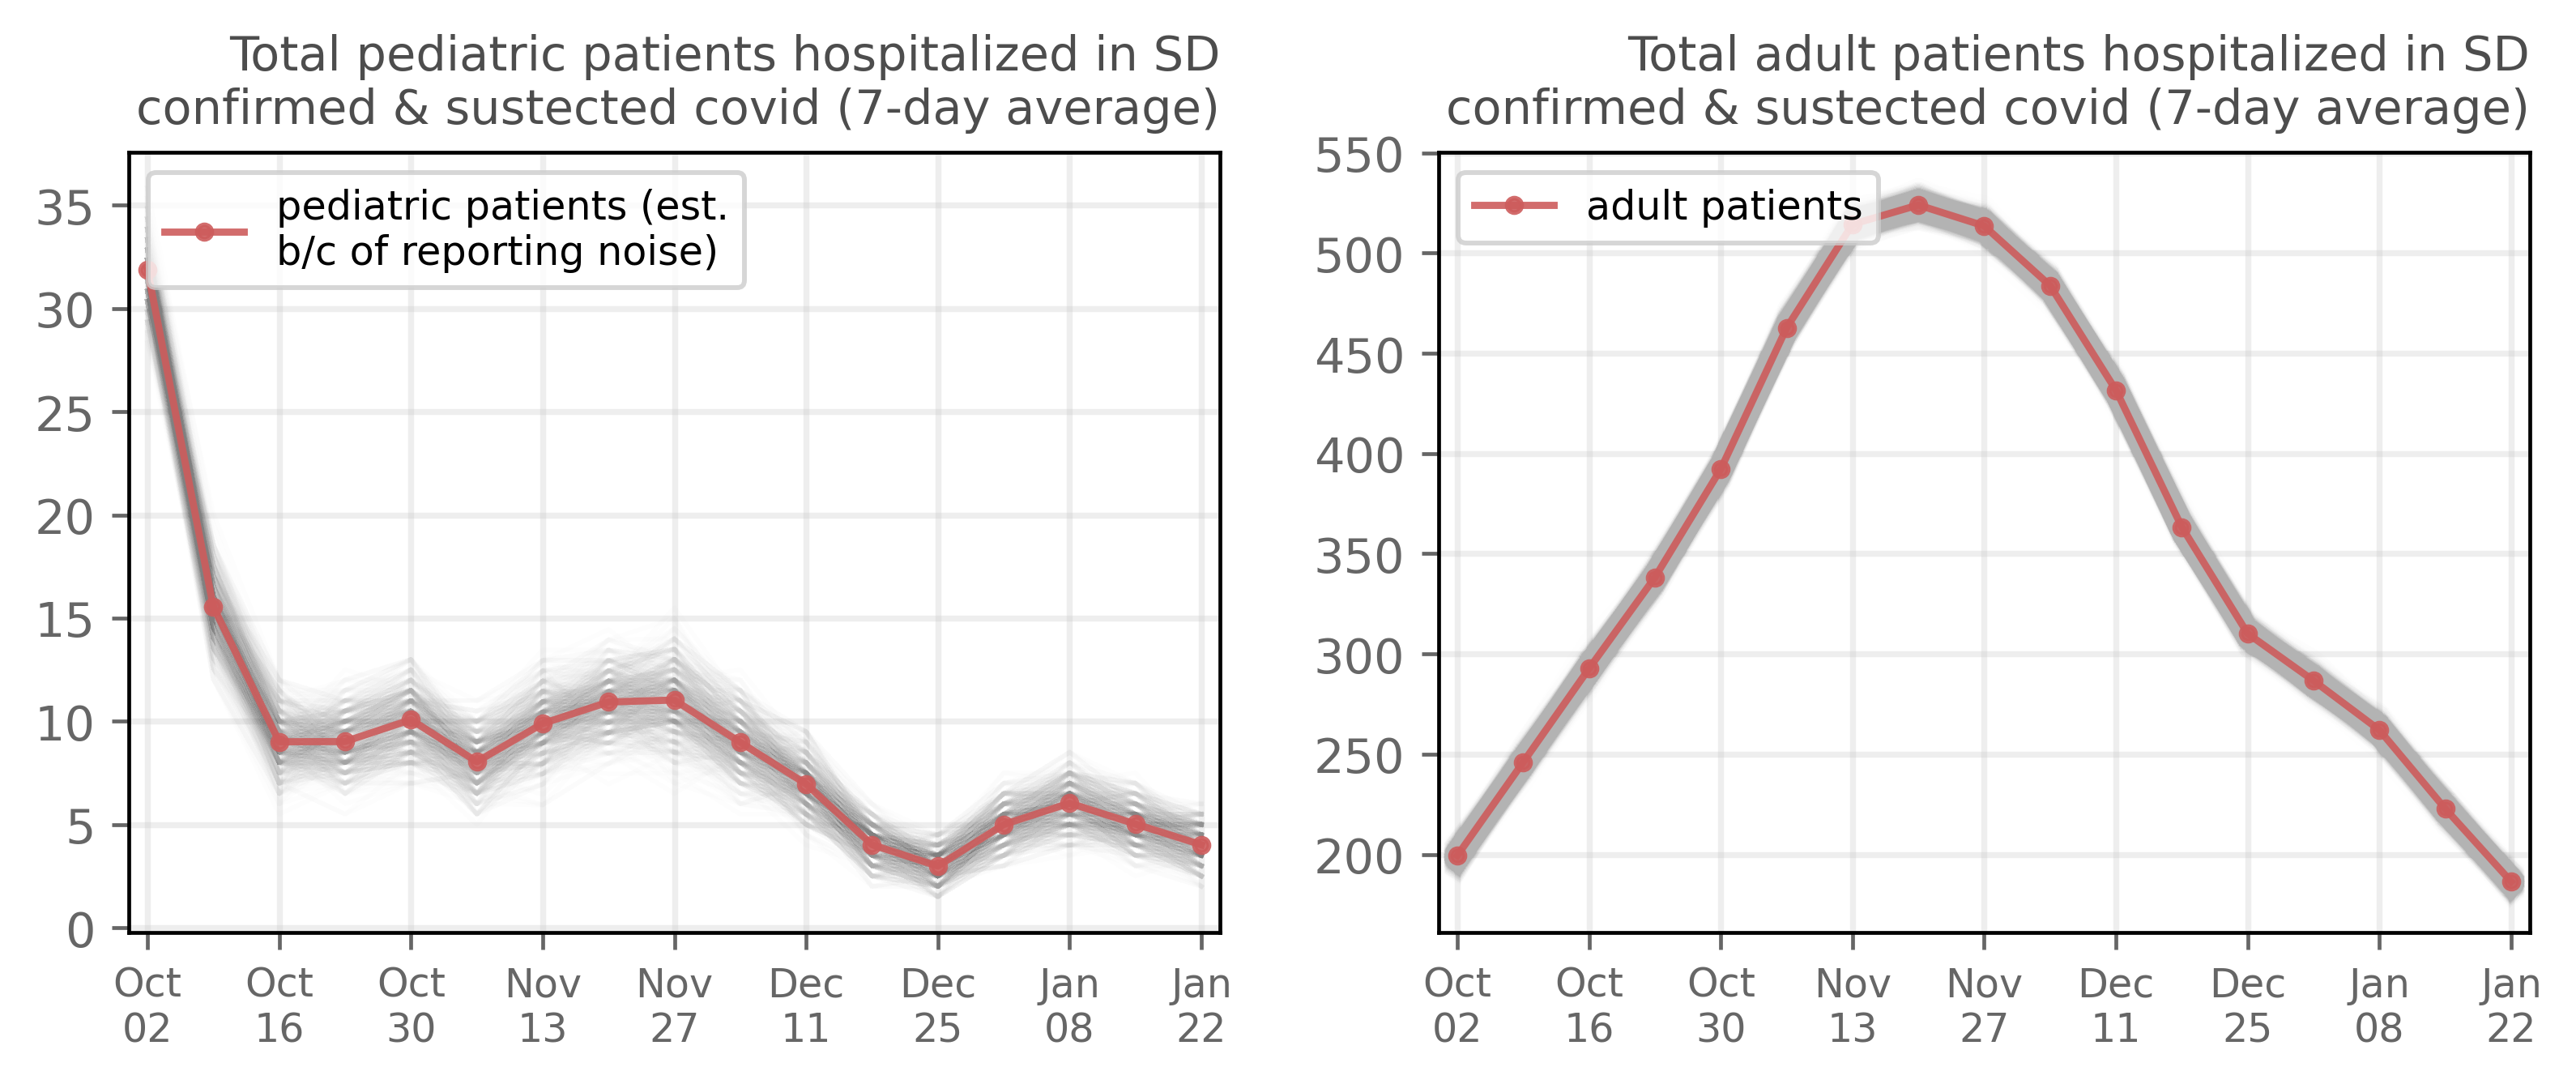 Total pediatric patients hospitalized in SD
confirmed & sustected covid (7-day average)
pediatric patients (est.
b/c of reporting noise)
35
30
25
20
15
10
5
0
Oct Oct Oct Nov Nov Dec Dec Jan Jan
02 16 30 13 27 11 25 08 22
Total adult patients hospitalized in SD
confirmed & sustected covid (7-day average)
adult patients
550
500
450
400
350
300
250
200
Oct Oct Oct Nov Nov Dec Dec Jan Jan
02 16 30 13 27 11 25 08 22